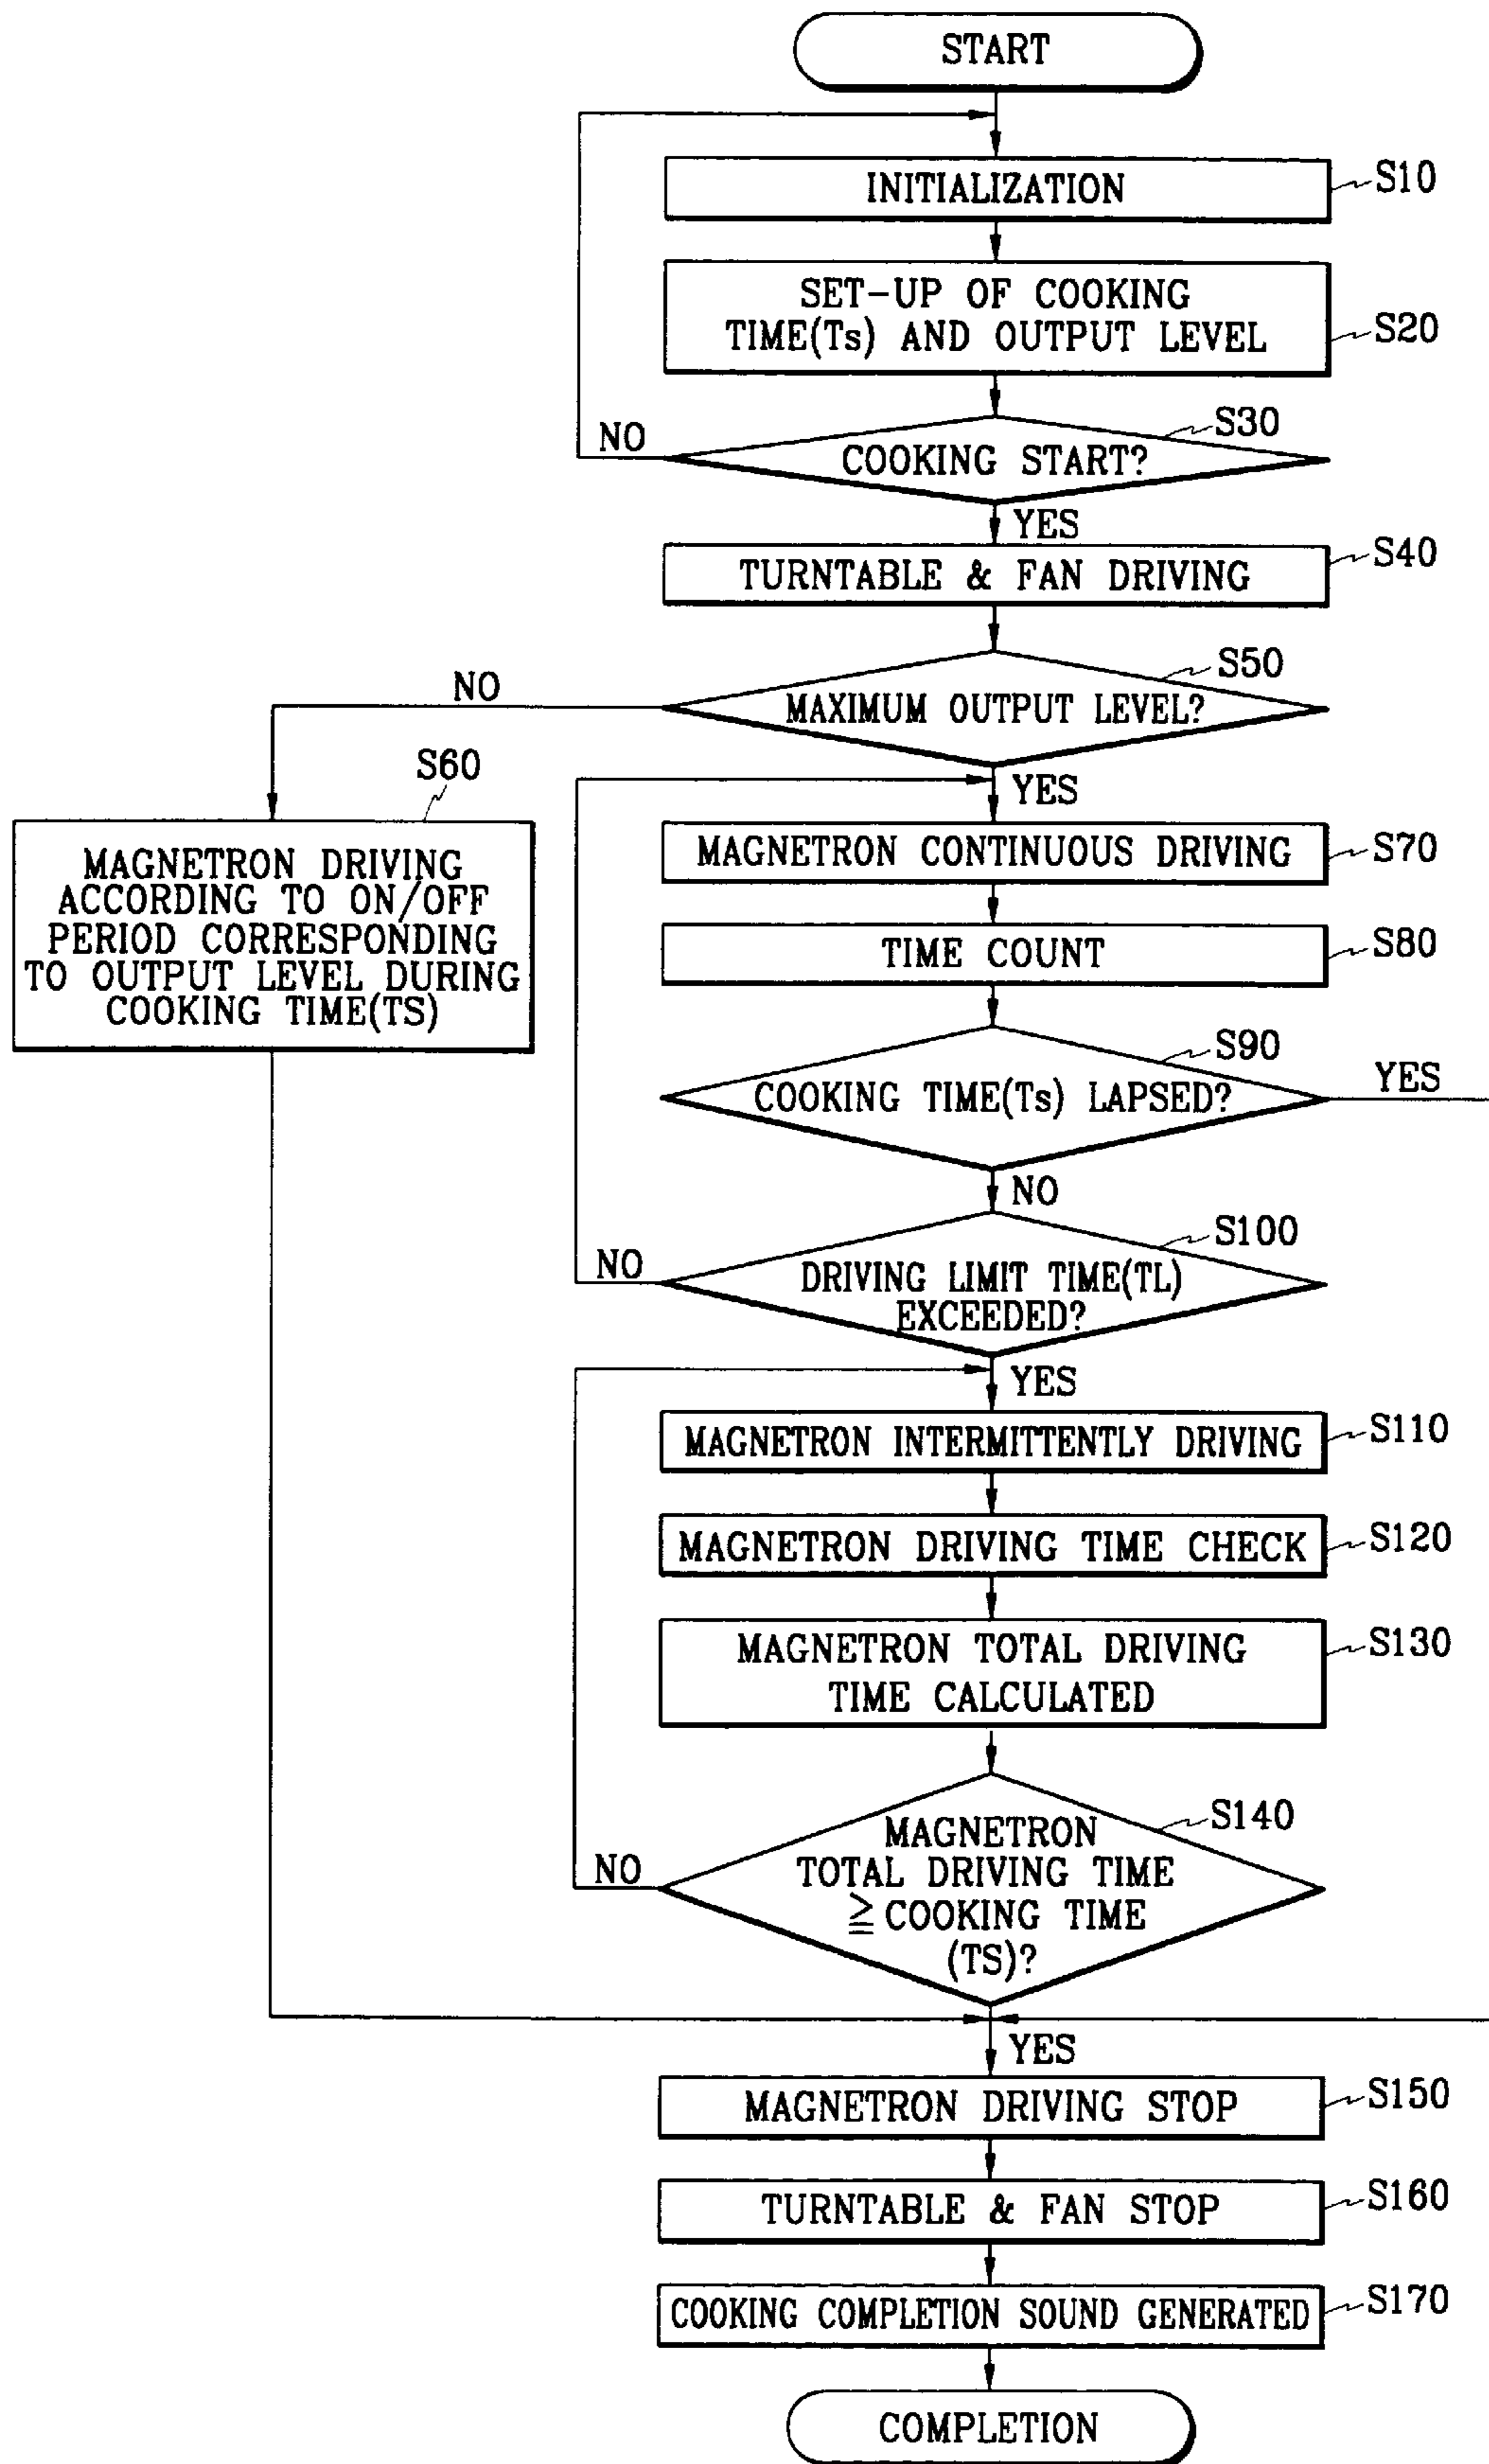 START
INITIALIZATION
S10
SET-UP OF COOKING
TIME(Ts) AND OUTPUT LEVEL
S20
S30
NO
COOKING START?
YES
TURNTABLE & FAN DRIVING
S40
S50
NO
MAXIMUM OUTPUT LEVEL?
S60
YES
MAGNETRON DRIVING
ACCORDING TO ON/OFF
PERIOD CORRESPONDING
TO OUTPUT LEVEL DURING
COOKING TIME(TS)
MAGNETRON CONTINUOUS DRIVING
S70
TIME COUNT
S80
S90
YES
COOKING TIME(Ts) LAPSED?
NO
S100
NO
DRIVING LIMIT TIME(TL)
EXCEEDED?
YES
MAGNETRON INTERMITTENTLY DRIVING
S110
MAGNETRON DRIVING TIME CHECK
S120
MAGNETRON TOTAL DRIVING
TIME CALCULATED
S130
S140
NO
MAGNETRON
TOTAL DRIVING TIME
≧COOKING TIME
(TS)?
YES
MAGNETRON DRIVING STOP
S150
TURNTABLE & FAN STOP
S160
COOKING COMPLETION SOUND GENERATED
S170
COMPLETION